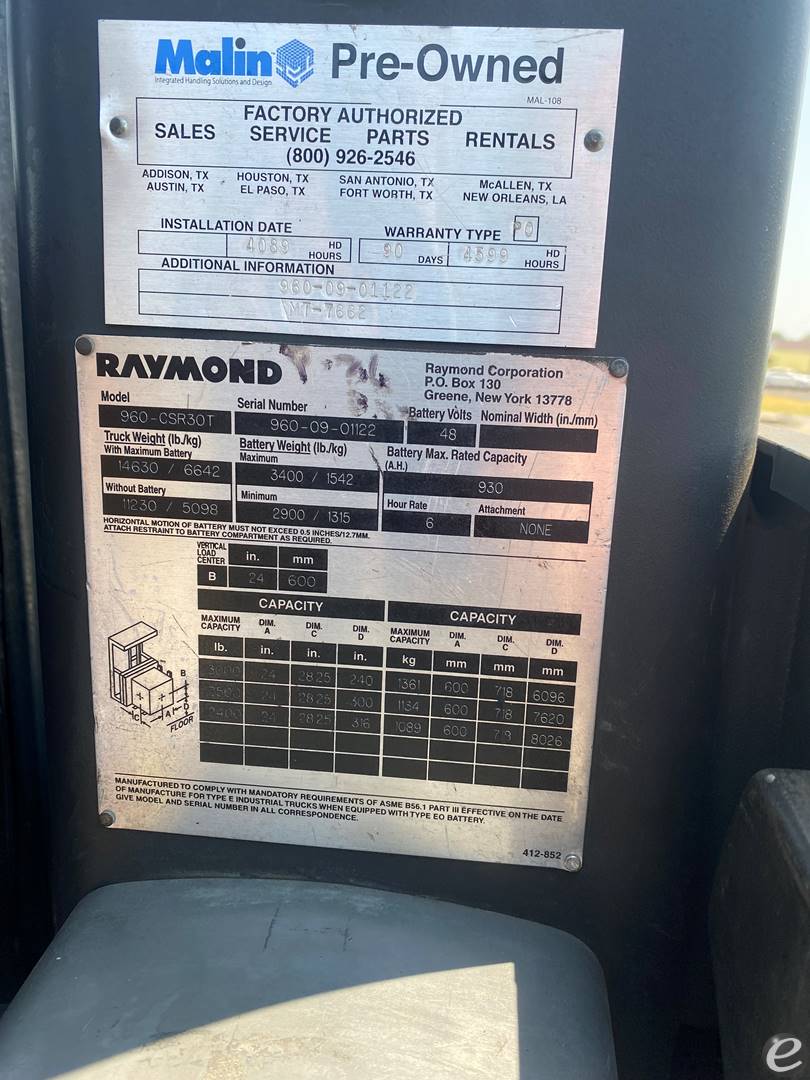 Malin Pre-Owned
Integrated Handling Solutions and Design
MAL-108
FACTORY AUTHORIZED
SALES SERVICE PARTS RENTALS
(800) 926-2546
ADDISON, TX HOUSTON, TX SAN ANTONIO, TX McALLEN, TX
AUSTIN, TX EL PASO, TX FORT WORTH, TX NEW ORLEANS, LA
INSTALLATION DATE WARRANTY TYPE PO
4089 HD HOURS 90 DAYS 4599 HD HOURS
ADDITIONAL INFORMATION
960-09-01122
MT-7662
RAYMOND
Raymond Corporation
P.O. Box 130
Greene, New York 13778
Model Serial Number Battery Volts Nominal Width (in./mm)
960-CSR30T 960-09-01122 48
Truck Weight (lb./kg) Battery Weight (lb./kg) Battery Max. Rated Capacity
With Maximum Battery Maximum (A.H.)
14630 / 6642 3400 / 1542 930
Without Battery Minimum Hour Rate Attachment
11230 / 5098 2900 / 1315 6 NONE
HORIZONTAL MOTION OF BATTERY MUST NOT EXCEED 0.5 INCHES/12.7MM.
ATTACH RESTRAINT TO BATTERY COMPARTMENT AS REQUIRED.
VERTICAL LOAD CENTER in. mm
B 24 600
CAPACITY CAPACITY
MAXIMUM CAPACITY DIM. A DIM. C DIM. D MAXIMUM CAPACITY DIM. A DIM. C DIM. D
lb. in. in. in. kg mm mm mm
3000 24 28.25 240 1361 600 718 6096
2500 24 28.25 300 1134 600 718 7620
2400 24 28.25 316 1089 600 718 8026
B
C A D
FLOOR
MANUFACTURED TO COMPLY WITH MANDATORY REQUIREMENTS OF ASME B56.1 PART III EFFECTIVE ON THE DATE
OF MANUFACTURE FOR TYPE E INDUSTRIAL TRUCKS WHEN EQUIPPED WITH TYPE EO BATTERY.
GIVE MODEL AND SERIAL NUMBER IN ALL CORRESPONDENCE.
412-852
e